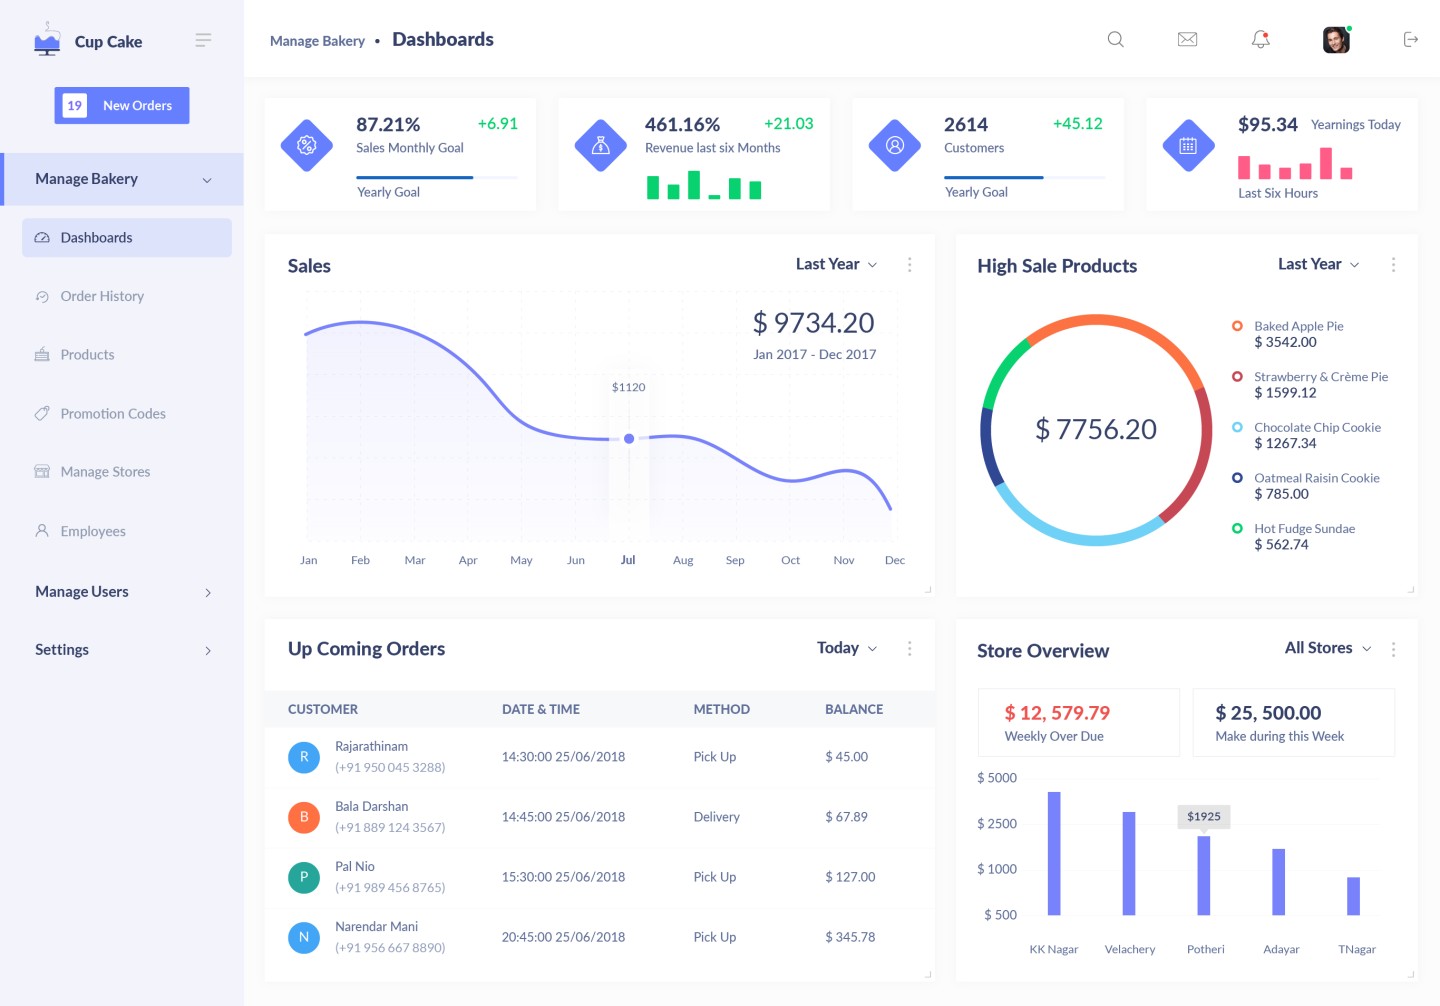 Cup Cake
19 New Orders
Manage Bakery
Dashboards
Order History
Products
Promotion Codes
Manage Stores
Employees
Manage Users
Settings
Manage Bakery • Dashboards
87.21% +6.91
Sales Monthly Goal
Yearly Goal
461.16% +21.03
Revenue last six Months
2614 +45.12
Customers
Yearly Goal
$95.34 Yearnings Today
Last Six Hours
Sales
Last Year
$ 9734.20
Jan 2017 - Dec 2017
$1120
Jan Feb Mar Apr May Jun Jul Aug Sep Oct Nov Dec
High Sale Products
Last Year
$ 7756.20
Baked Apple Pie
$ 3542.00
Strawberry & Crème Pie
$ 1599.12
Chocolate Chip Cookie
$ 1267.34
Oatmeal Raisin Cookie
$ 785.00
Hot Fudge Sundae
$ 562.74
Up Coming Orders
Today
CUSTOMER DATE & TIME METHOD BALANCE
R Rajarathinam
(+91 950 045 3288)
14:30:00 25/06/2018 Pick Up $ 45.00
B Bala Darshan
(+91 889 124 3567)
14:45:00 25/06/2018 Delivery $ 67.89
P Pal Nio
(+91 989 456 8765)
15:30:00 25/06/2018 Pick Up $ 127.00
N Narendar Mani
(+91 956 667 8890)
20:45:00 25/06/2018 Pick Up $ 345.78
Store Overview
All Stores
$ 12, 579.79
Weekly Over Due
$ 25, 500.00
Make during this Week
$ 5000
$ 2500
$ 1000
$ 500
$1925
KK Nagar Velachery Potheri Adayar TNagar